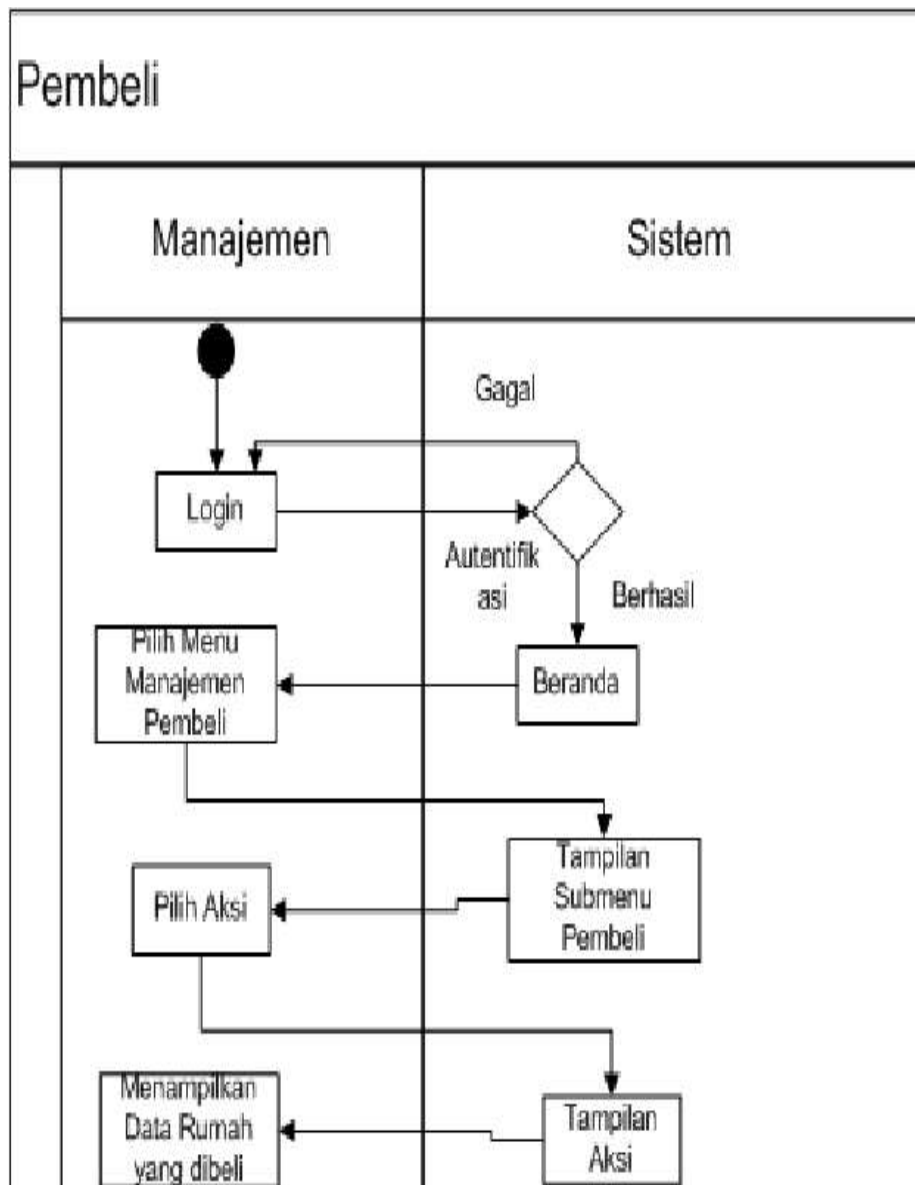 Pembeli
Manajemen
Sistem
Gagal
Login
Autentifik
asi
Berhasil
Pilih Menu
Manajemen
Pembeli
Beranda
Tampilan
Submenu
Pembeli
Pilih Aksi
Menampilkan
Data Rumah
yang dibeli
Tampilan
Aksi